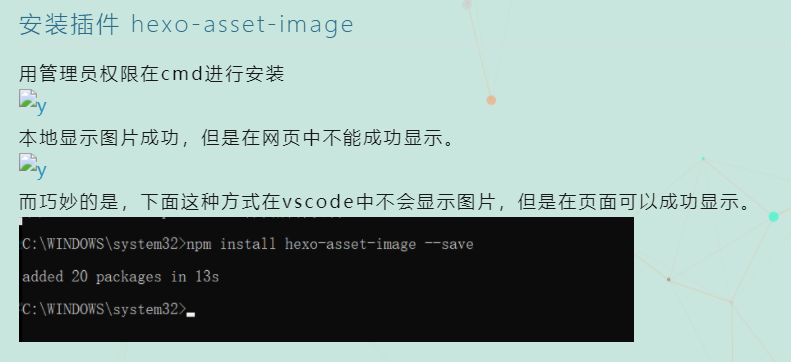 安装插件 hexo-asset-image
用管理员权限在cmd进行安装
y
本地显示图片成功，但是在网页中不能成功显示。
y
而巧妙的是，下面这种方式在vscode中不会显示图片，但是在页面可以成功显示。
C:\WINDOWS\system32>npm install hexo-asset-image --save
added 20 packages in 13s
C:\WINDOWS\system32>